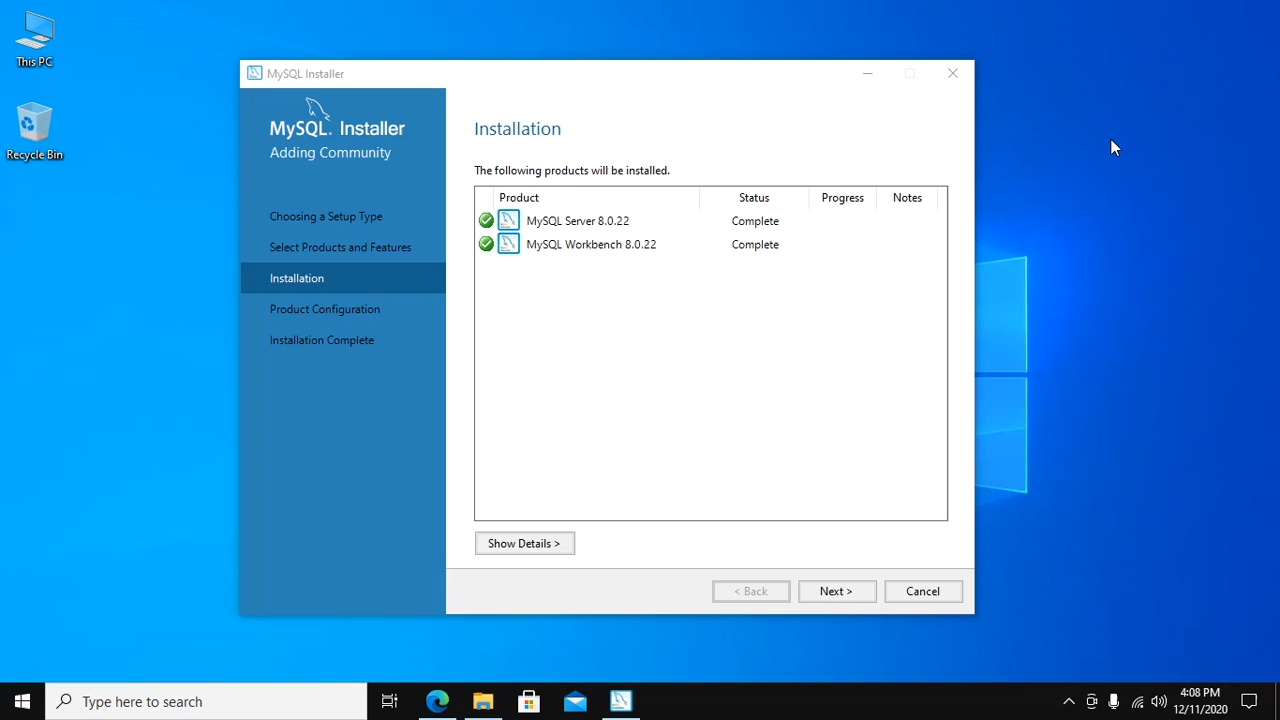 This PC
Recycle Bin
MySQL Installer
MySQL. Installer
Adding Community
Choosing a Setup Type
Select Products and Features
Installation
Product Configuration
Installation Complete
Installation
The following products will be installed.
Product Status Progress Notes
MySQL Server 8.0.22 Complete
MySQL Workbench 8.0.22 Complete
Show Details >
< Back Next > Cancel
Type here to search
4:08 PM
12/11/2020